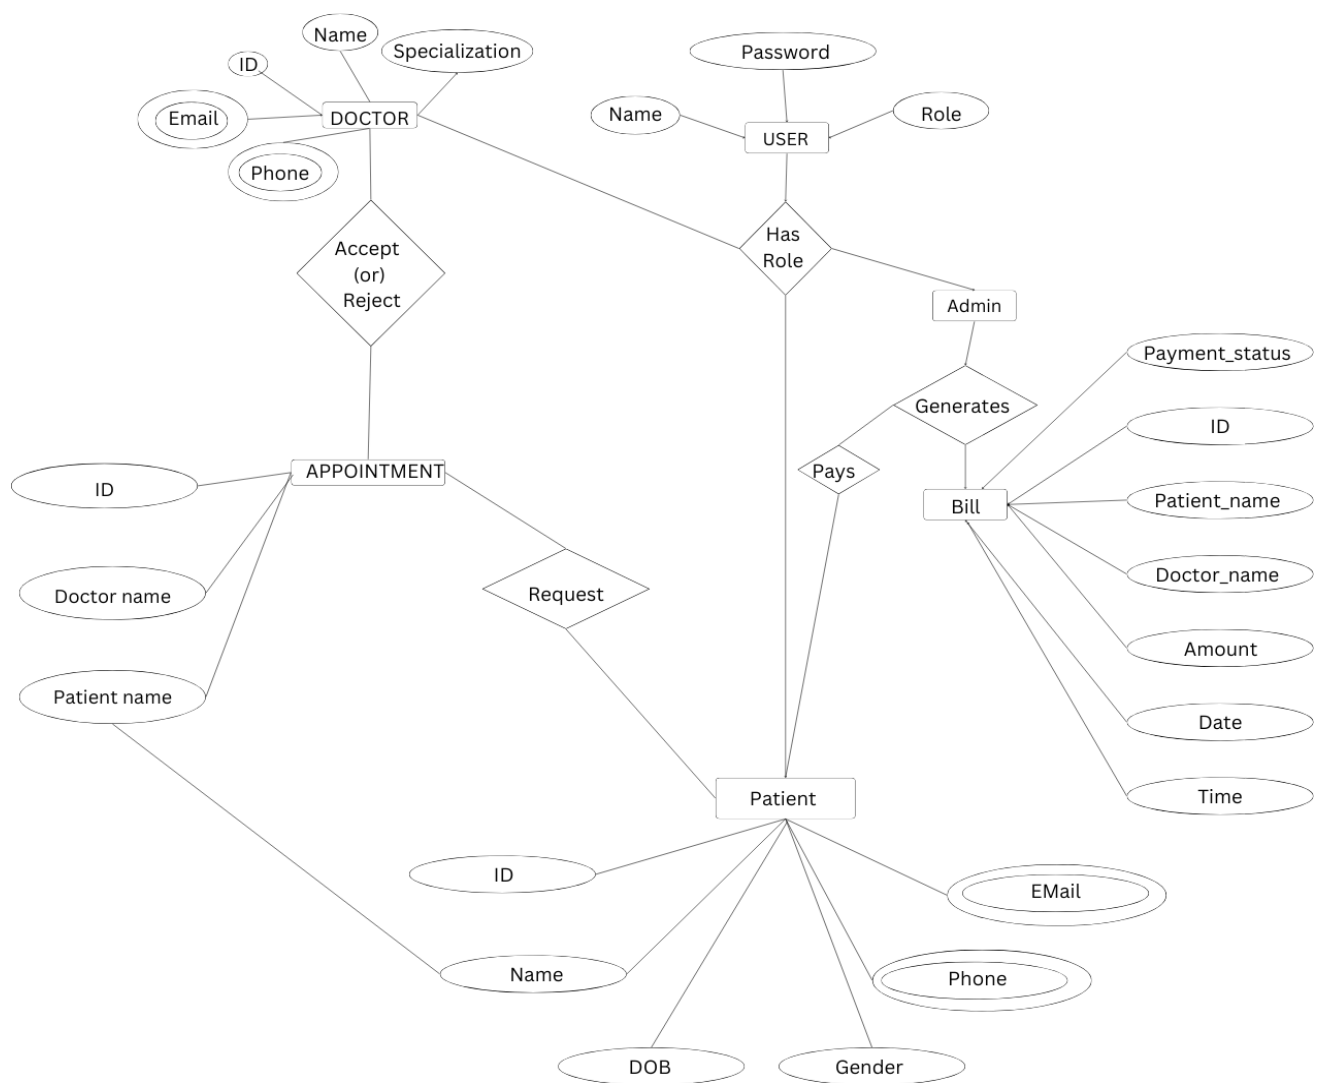 Name
Specialization
ID
Email
DOCTOR
Phone
Password
Name
Role
USER
Accept
(or)
Reject
Has
Role
Admin
Generates
Pays
Bill
Payment_status
ID
Patient_name
Doctor_name
Amount
Date
Time
APPOINTMENT
ID
Doctor name
Patient name
Request
Patient
ID
Name
DOB
Gender
Phone
EMail